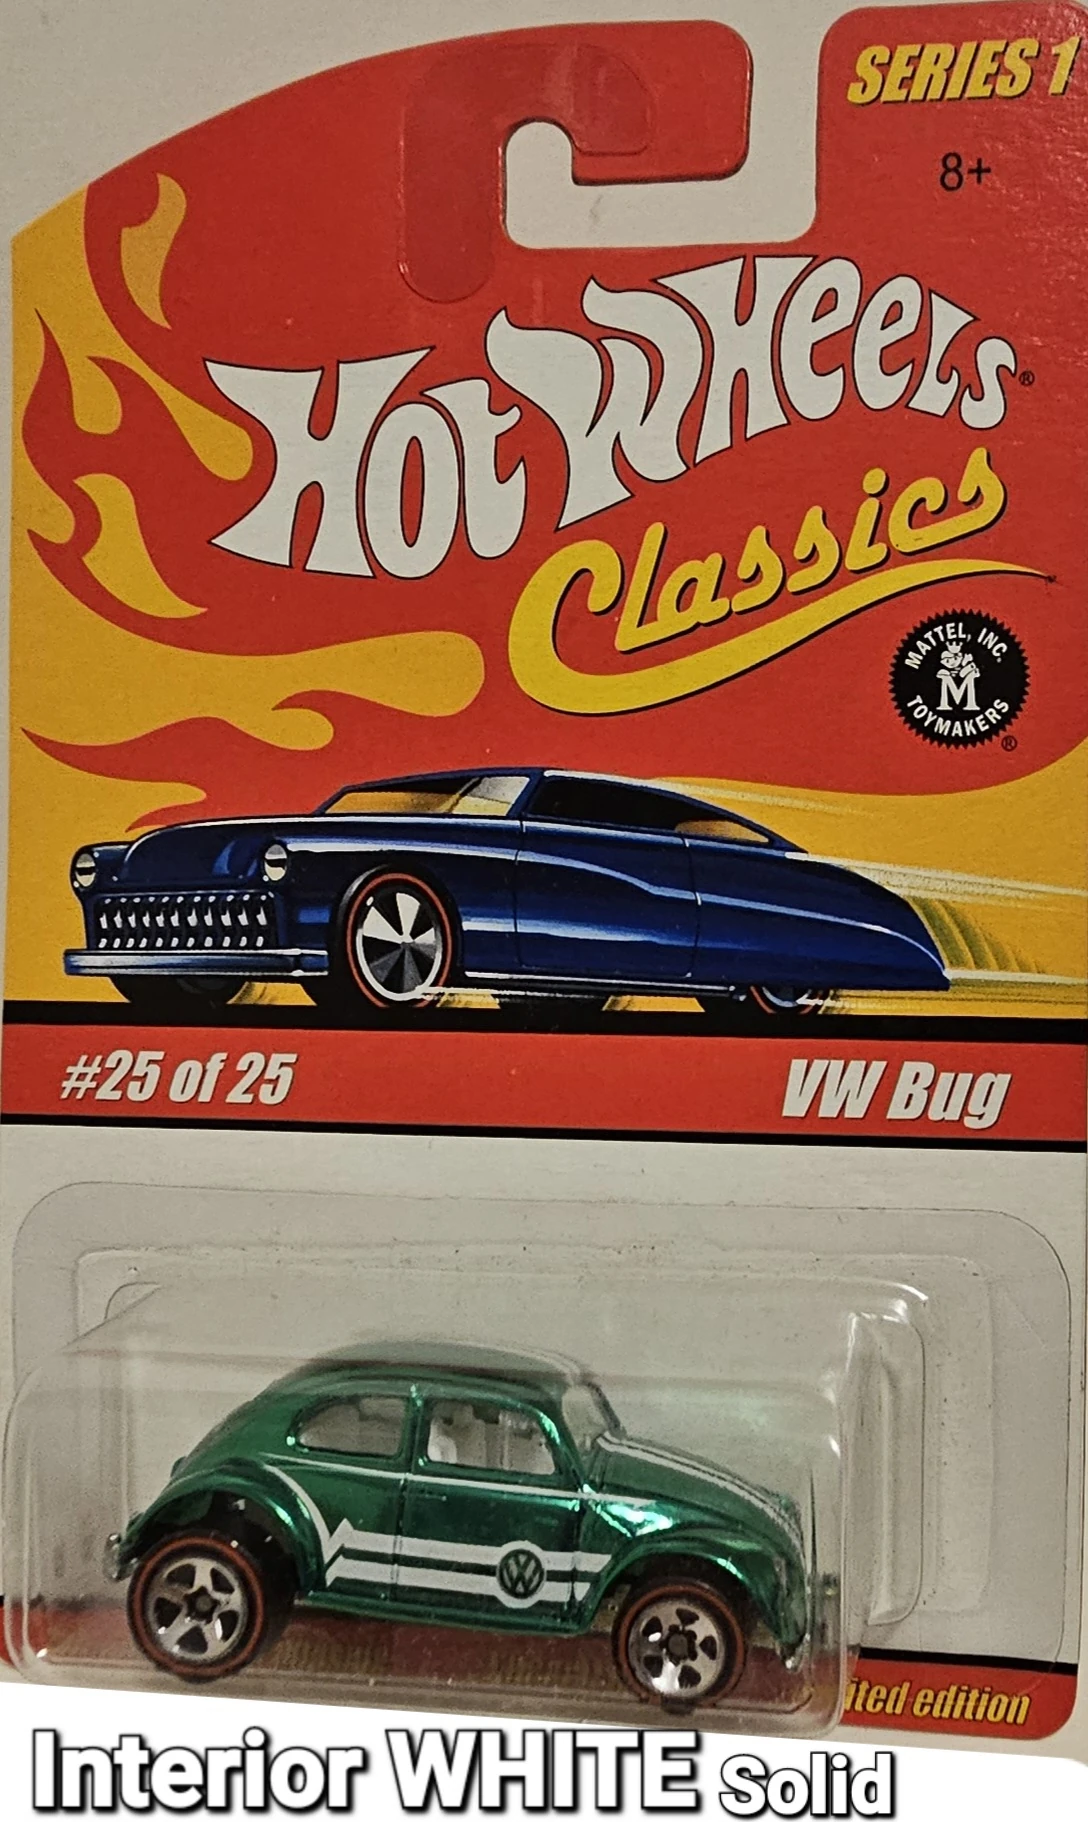 SERIES 1
8+
Hot Wheels®
Classics
MATTEL, INC.
M
TOYMAKERS
®
#25 of 25
VW Bug
VW
ited edition
Interior WHITE Solid